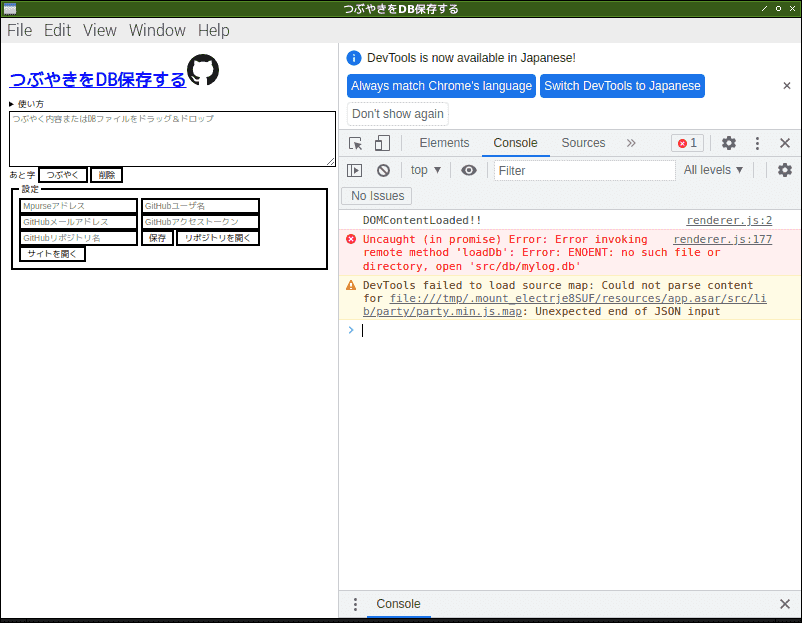 つぶやきをDB保存する
File Edit View Window Help
つぶやきをDB保存する
▶ 使い方
つぶやく内容またはDBファイルをドラッグ＆ドロップ
あと字 つぶやく 削除
設定
Mpurseアドレス GitHubユーザ名
GitHubメールアドレス GitHubアクセストークン
GitHubリポジトリ名 保存 リポジトリを開く
サイトを開く
DevTools is now available in Japanese!
Always match Chrome's language Switch DevTools to Japanese
Don't show again
Elements Console Sources » 1
top ▼ Filter All levels ▼
No Issues
DOMContentLoaded!! renderer.js:2
Uncaught (in promise) Error: Error invoking renderer.js:177
remote method 'loadDb': Error: ENOENT: no such file or
directory, open 'src/db/mylog.db'
DevTools failed to load source map: Could not parse content
for file:///tmp/.mount_electrje8SUF/resources/app.asar/src/li
b/party/party.min.js.map: Unexpected end of JSON input
Console